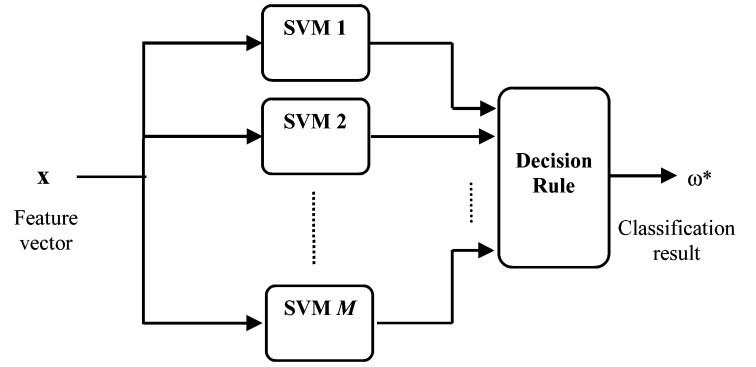 SVM 1
SVM 2
x
Feature
vector
SVM M
Decision
Rule
ω*
Classification
result